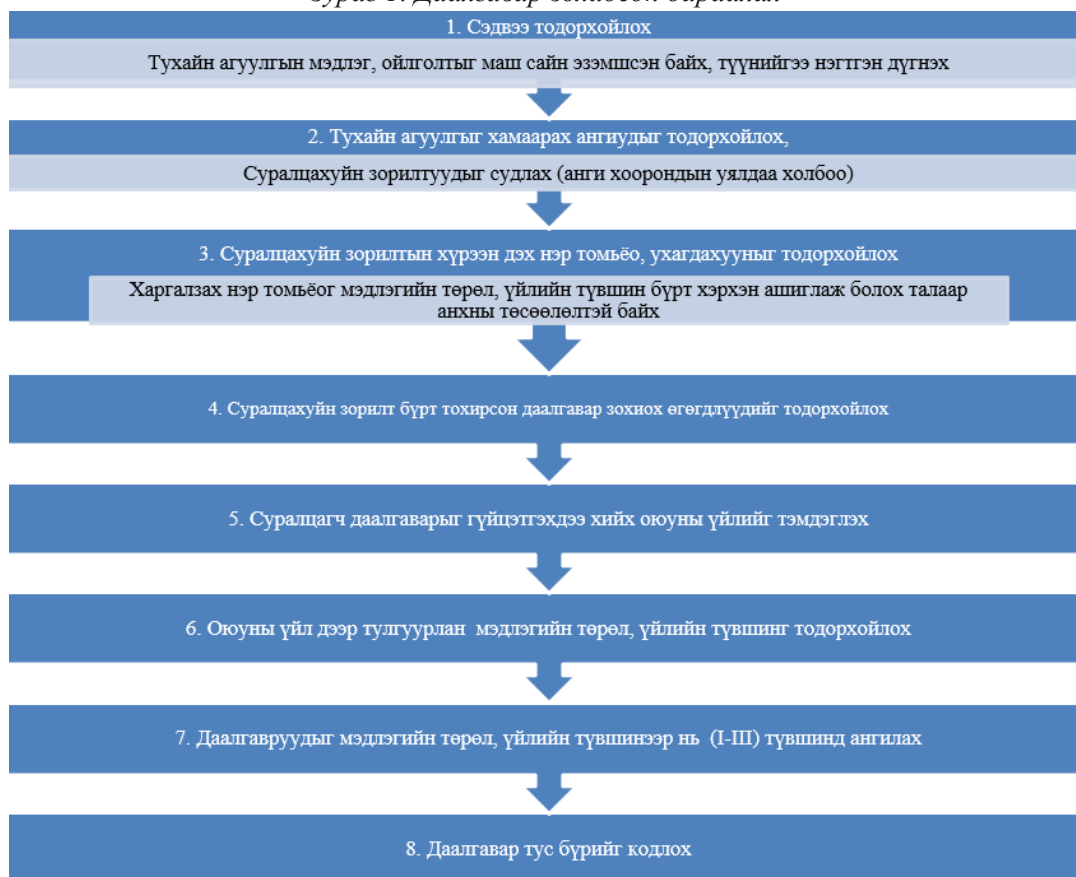 1. Сэдвээ тодорхойлох
Тухайн агуулгын мэдлэг, ойлголтыг маш сайн эзэмшсэн байх, түүнийгээ нэгтгэн дүгнэх
2. Тухайн агуулгыг хамаарах ангиудыг тодорхойлох,
Суралцахуйн зорилтуудыг судлах (анги хоорондын уялдаа холбоо)
3. Суралцахуйн зорилтын хүрээн дэх нэр томьёо, ухагдахууныг тодорхойлох
Харгалзах нэр томьёог мэдлэгийн төрөл, үйлийн түвшин бүрт хэрхэн ашиглаж болох талаар
анхны төсөөлөлтэй байх
4. Суралцахуйн зорилт бүрт тохирсон даалгавар зохиох өгөгдлүүдийг тодорхойлох
5. Суралцагч даалгаварыг гүйцэтгэхдээ хийх оюуны үйлийг тэмдэглэх
6. Оюуны үйл дээр тулгуурлан мэдлэгийн төрөл, үйлийн түвшинг тодорхойлох
7. Даалгавруудыг мэдлэгийн төрөл, үйлийн түвшинээр нь (I-III) түвшинд ангилах
8. Даалгавар тус бүрийг кодлох